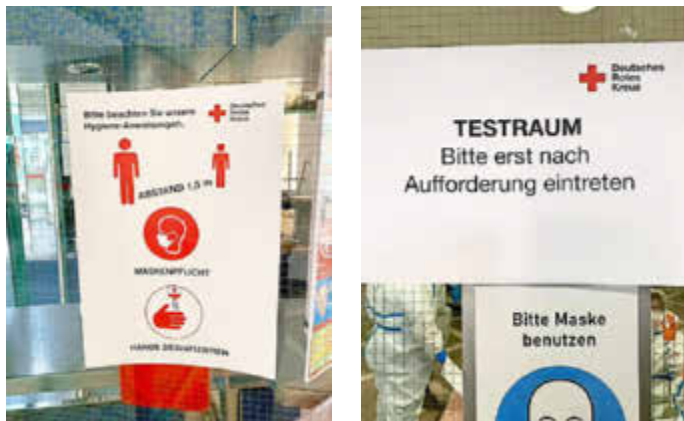 Bitte beachten Sie unsere
Hygiene-Anweisungen.
Deutsches
Rotes
Kreuz
ABSTAND 1,5 m
MASKENPFLICHT
HÄNDE DESINFIZIEREN
Deutsches
Rotes
Kreuz
TESTRAUM
Bitte erst nach
Aufforderung eintreten
Bitte Maske
benutzen